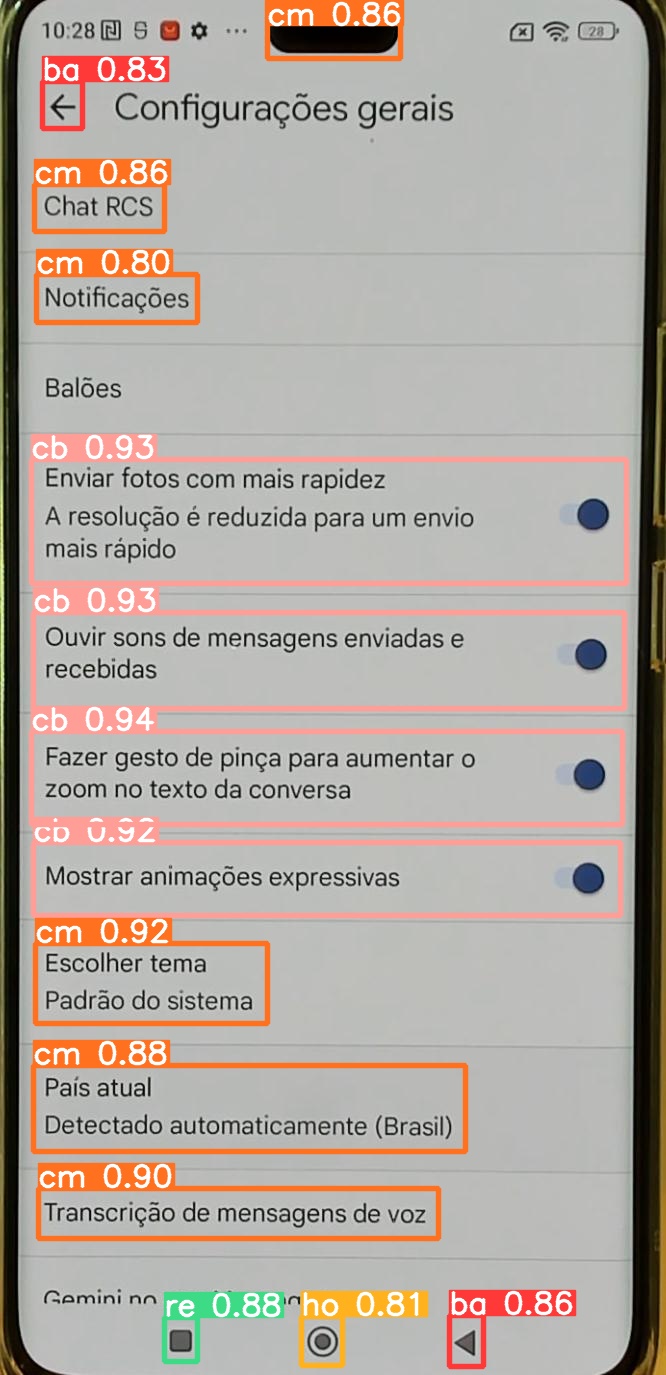 cm 0.86
10:28
28
ba 0.83
Configurações gerais
cm 0.86
Chat RCS
cm 0.80
Notificações
Balões
cb 0.93
Enviar fotos com mais rapidez
A resolução é reduzida para um envio
mais rápido
cb 0.93
Ouvir sons de mensagens enviadas e
recebidas
cb 0.94
Fazer gesto de pinça para aumentar o
zoom no texto da conversa
cb 0.92
Mostrar animações expressivas
cm 0.92
Escolher tema
Padrão do sistema
cm 0.88
País atual
Detectado automaticamente (Brasil)
cm 0.90
Transcrição de mensagens de voz
Gemini no
re 0.88
ho 0.81
ba 0.86